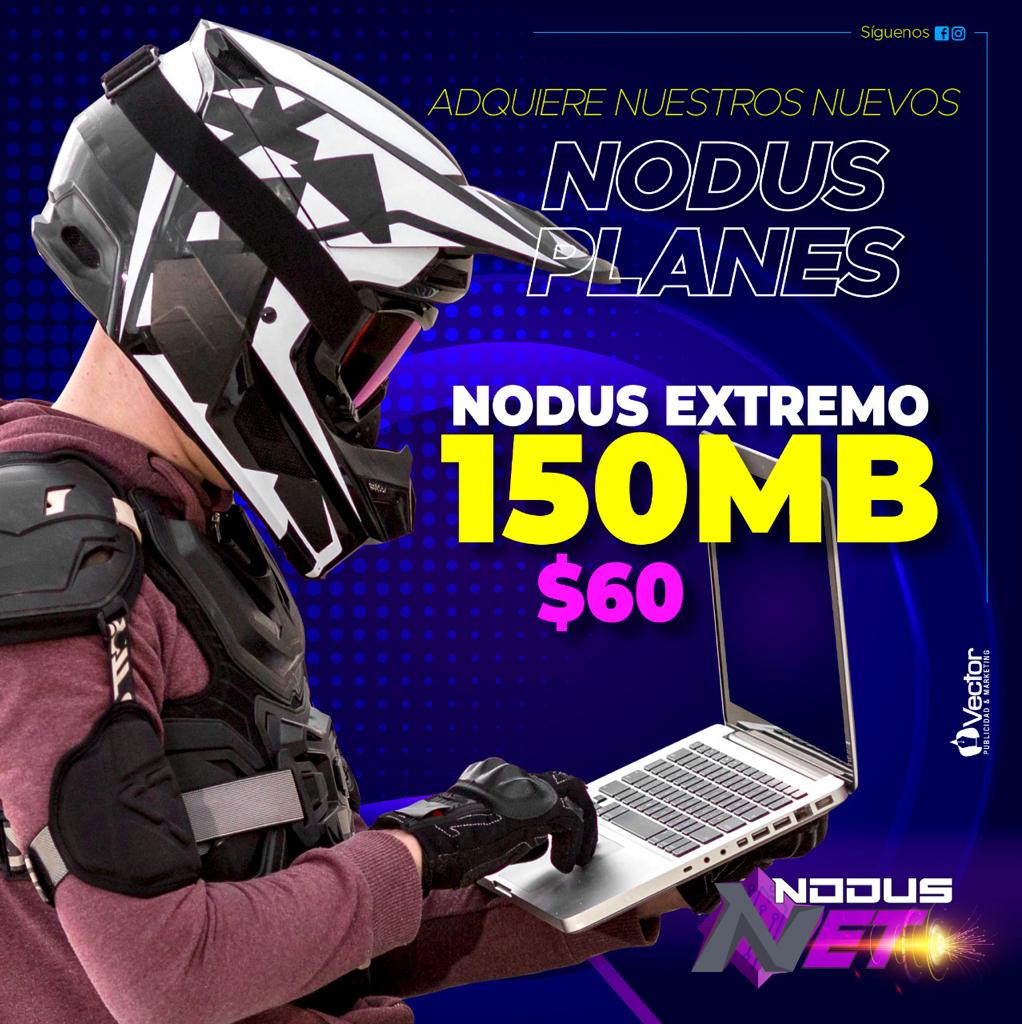 Síguenos
ADQUIERE NUESTROS NUEVOS
NODUS
PLANES
NODUS EXTREMO
150MB
$60
Vector
PUBLICIDAD & MARKETING
NODUS
NET